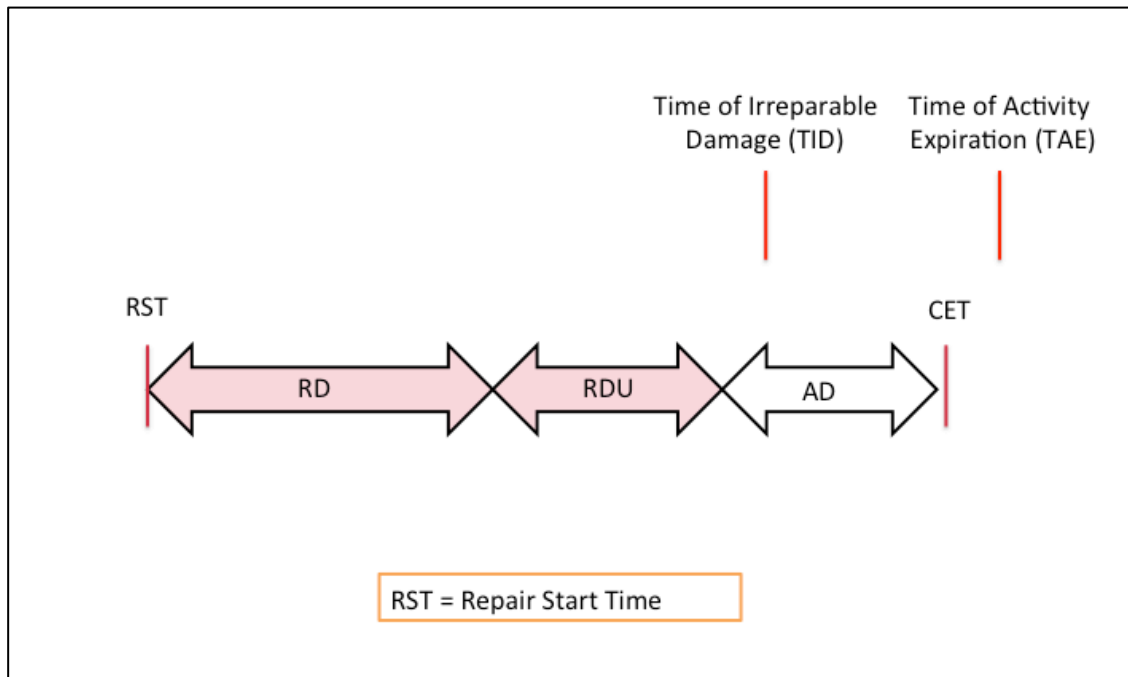 Time of Irreparable
Damage (TID)
Time of Activity
Expiration (TAE)
RST
CET
RD
RDU
AD
RST = Repair Start Time